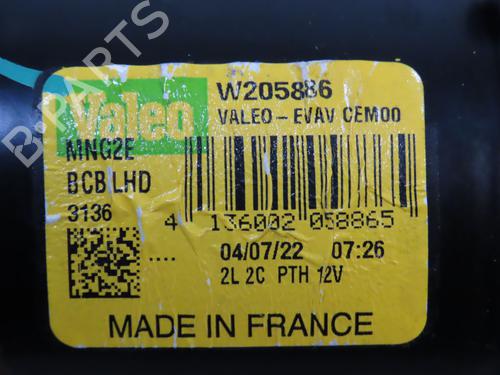 Valeo
W205886
VALEO-EVAV CEM00
MNG2E
BCB LHD
3136
4 136002 058865
04/07/22 07:26
.... 2L 2C PTH 12V
MADE IN FRANCE
B-PARTS